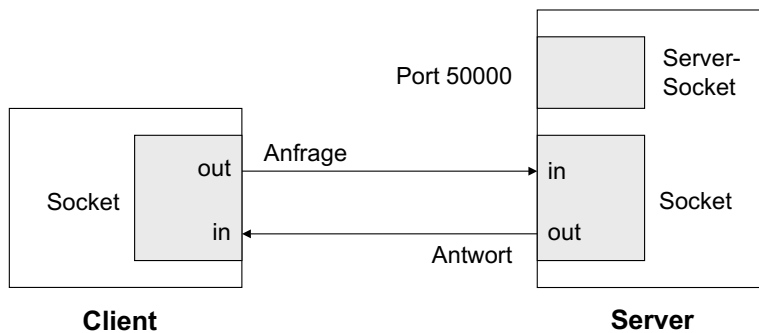 Port 50000
Server-
Socket
Socket
out
Anfrage
in
Socket
in
Antwort
out
Client
Server